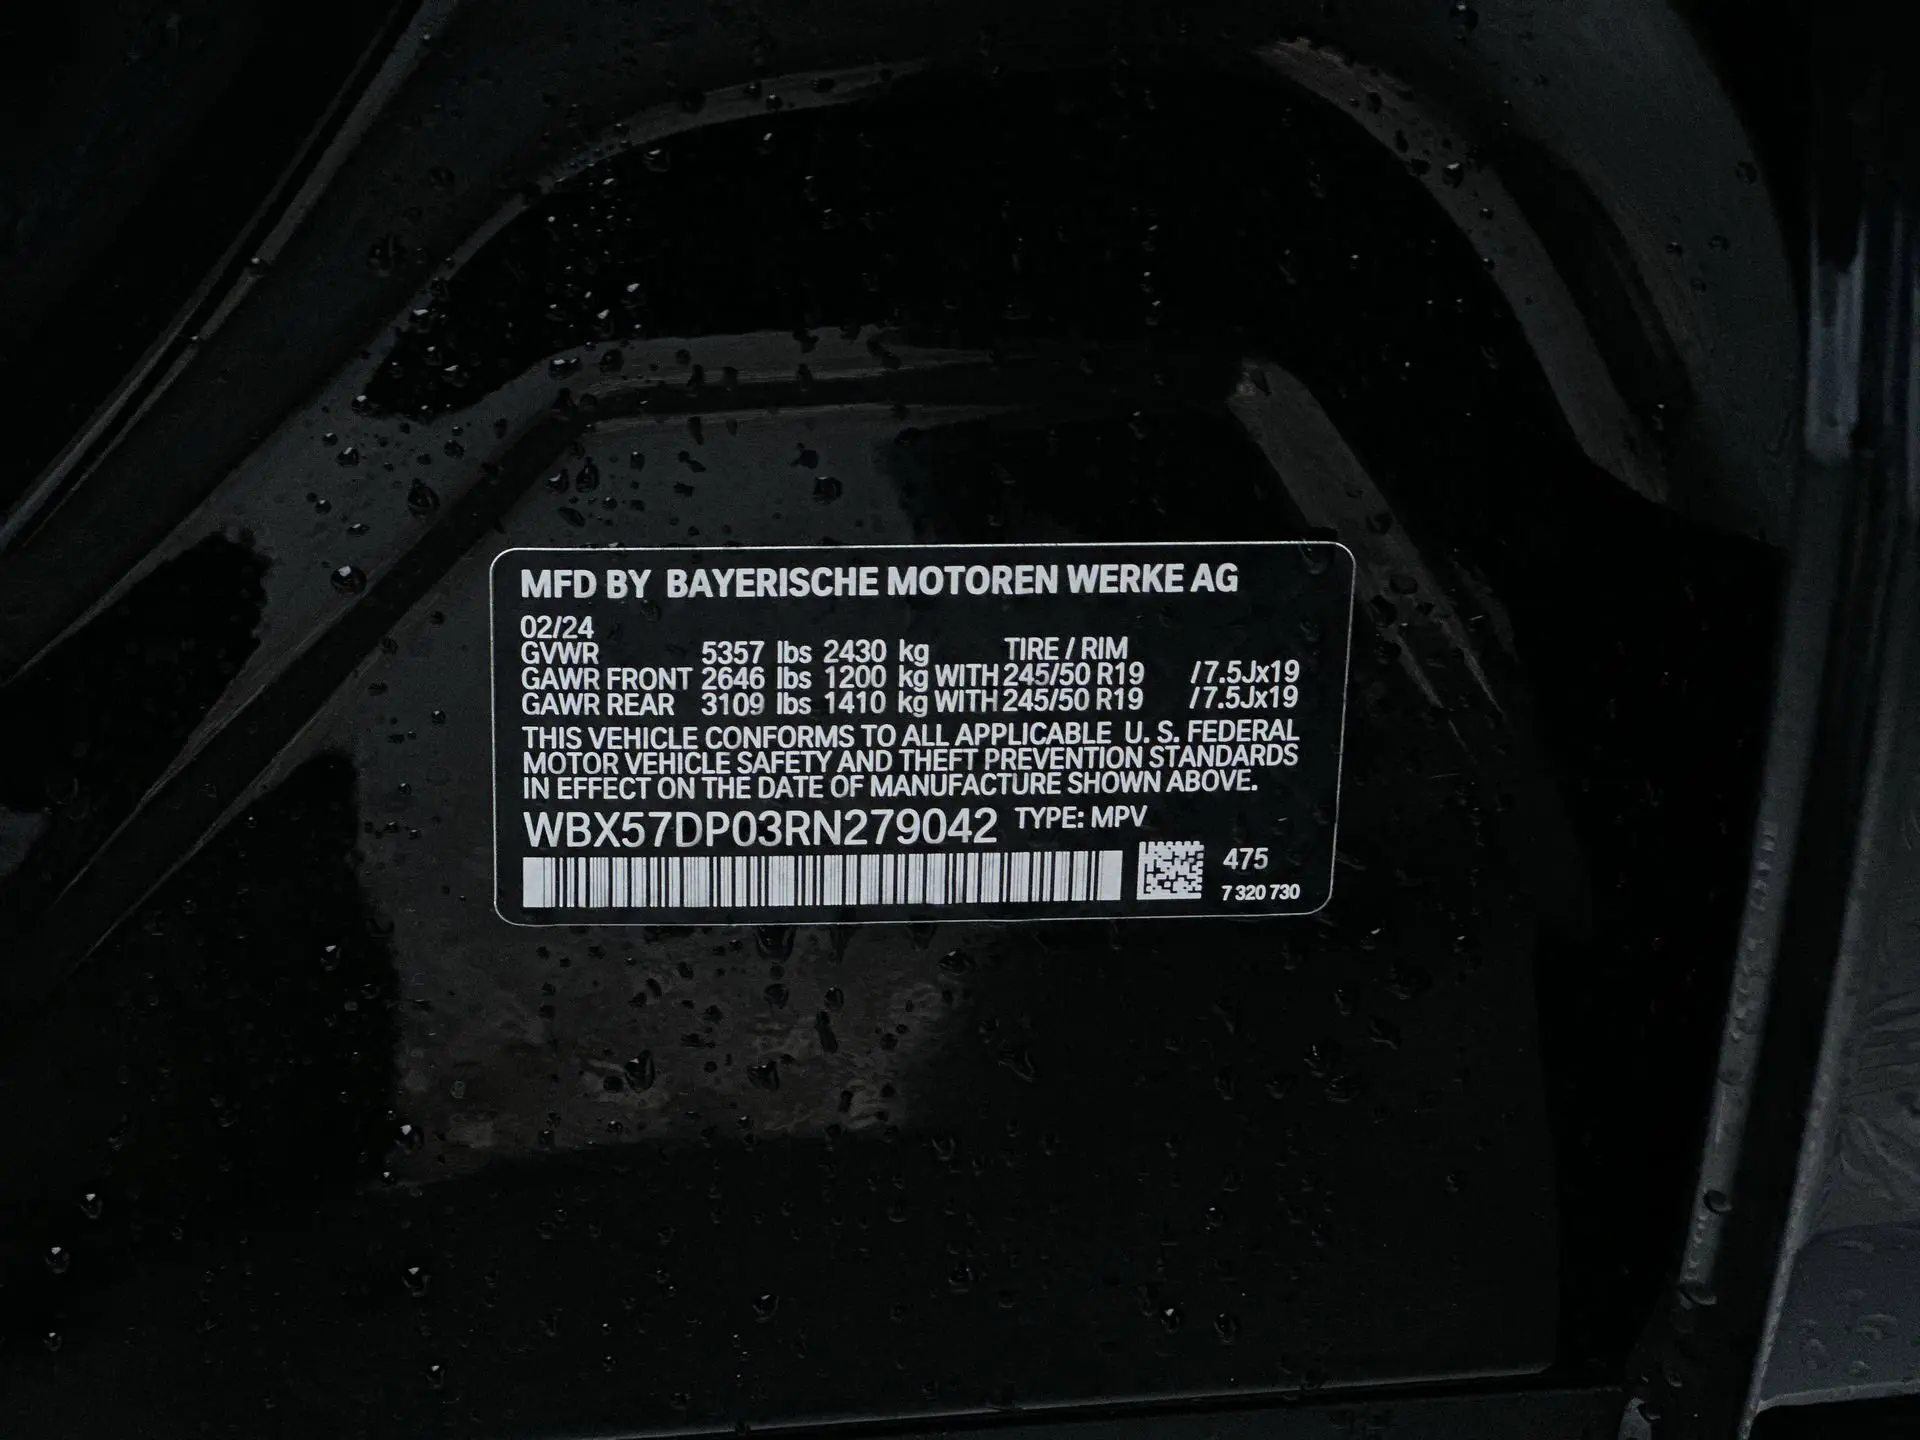 MFD BY BAYERISCHE MOTOREN WERKE AG
02/24
GVWR 5357 lbs 2430 kg TIRE / RIM
GAWR FRONT 2646 lbs 1200 kg WITH 245/50 R19 /7.5Jx19
GAWR REAR 3109 lbs 1410 kg WITH 245/50 R19 /7.5Jx19
THIS VEHICLE CONFORMS TO ALL APPLICABLE U. S. FEDERAL
MOTOR VEHICLE SAFETY AND THEFT PREVENTION STANDARDS
IN EFFECT ON THE DATE OF MANUFACTURE SHOWN ABOVE.
WBX57DP03RN279042 TYPE: MPV
475
7 320 730